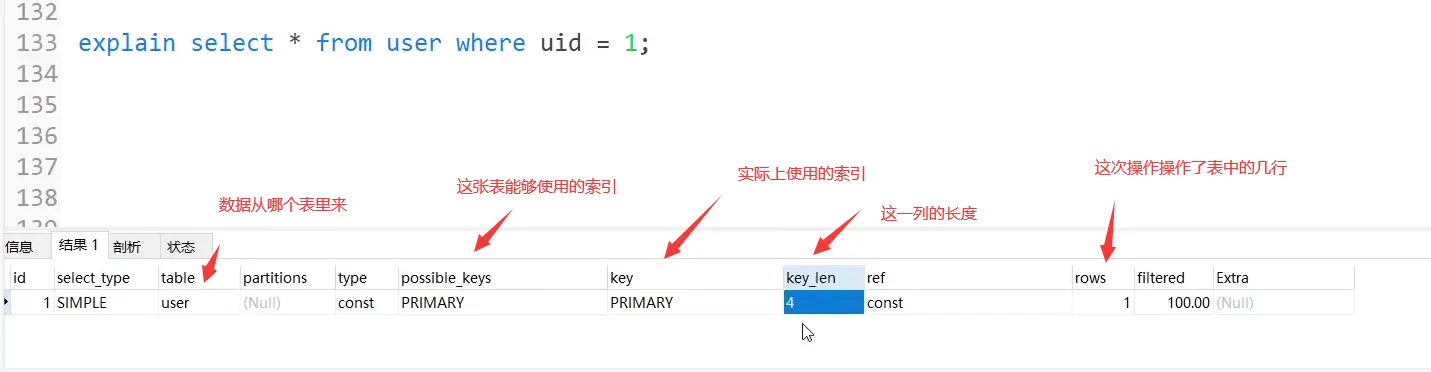 132
133 explain select * from user where uid = 1;
134
135
136
137
138
这次操作操作了表中的几行
实际上使用的索引
这张表能够使用的索引
数据从哪个表里来
这一列的长度
信息 结果 1 剖析 状态
id select_type table partitions type possible_keys key key_len ref rows filtered Extra
1 SIMPLE user (Null) const PRIMARY PRIMARY 4 const 1 100.00 (Null)